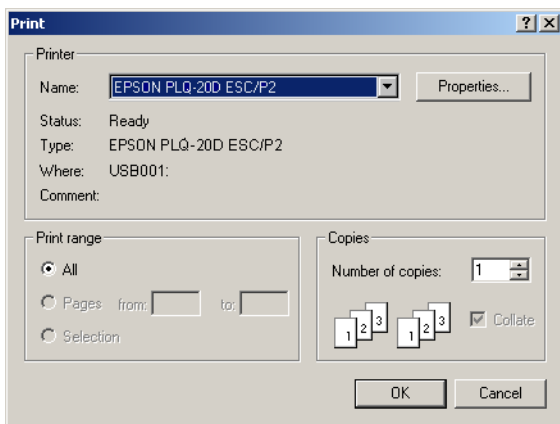 Print
Printer
Name: EPSON PLQ-20D ESC/P2 Properties...
Status: Ready
Type: EPSON PLQ-20D ESC/P2
Where: USB001:
Comment:
Print range
All
Pages from: to:
Selection
Copies
Number of copies: 1
1 2 3 1 2 3 Collate
OK Cancel